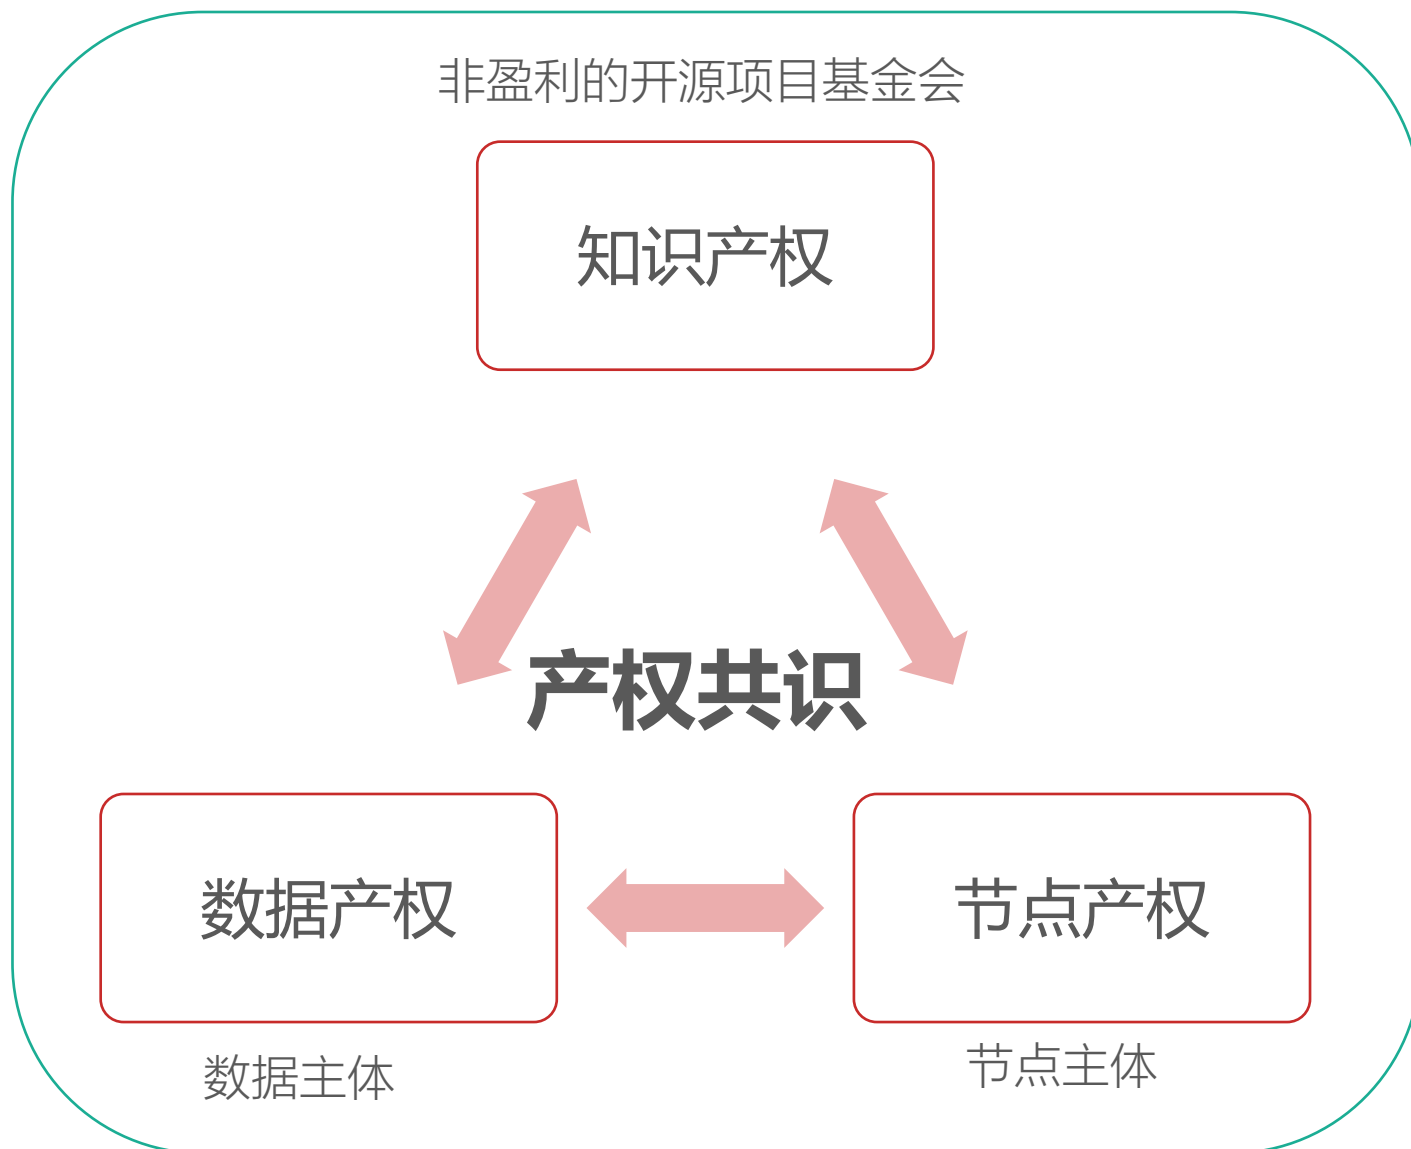 非盈利的开源项目基金会
知识产权
产权共识
数据产权
节点产权
数据主体
节点主体